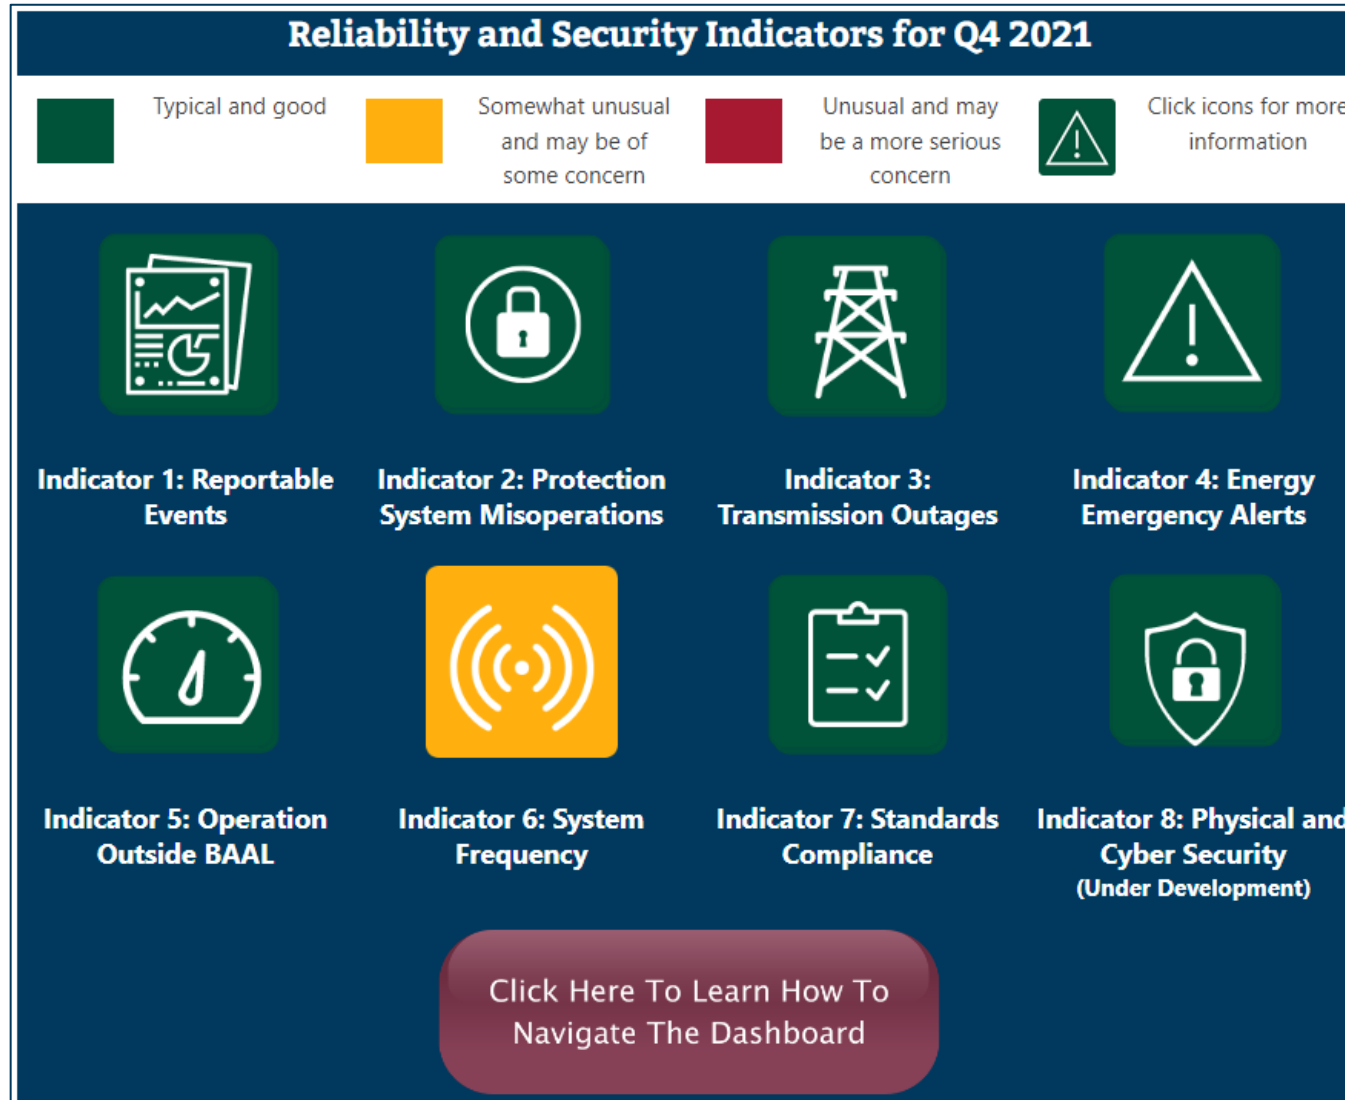 Reliability and Security Indicators for Q4 2021
Typical and good
Somewhat unusual
and may be of
some concern
Unusual and may
be a more serious
concern
Click icons for more
information
Indicator 1: Reportable
Events
Indicator 2: Protection
System Misoperations
Indicator 3:
Transmission Outages
Indicator 4: Energy
Emergency Alerts
Indicator 5: Operation
Outside BAAL
Indicator 6: System
Frequency
Indicator 7: Standards
Compliance
Indicator 8: Physical and
Cyber Security
(Under Development)
Click Here To Learn How To
Navigate The Dashboard